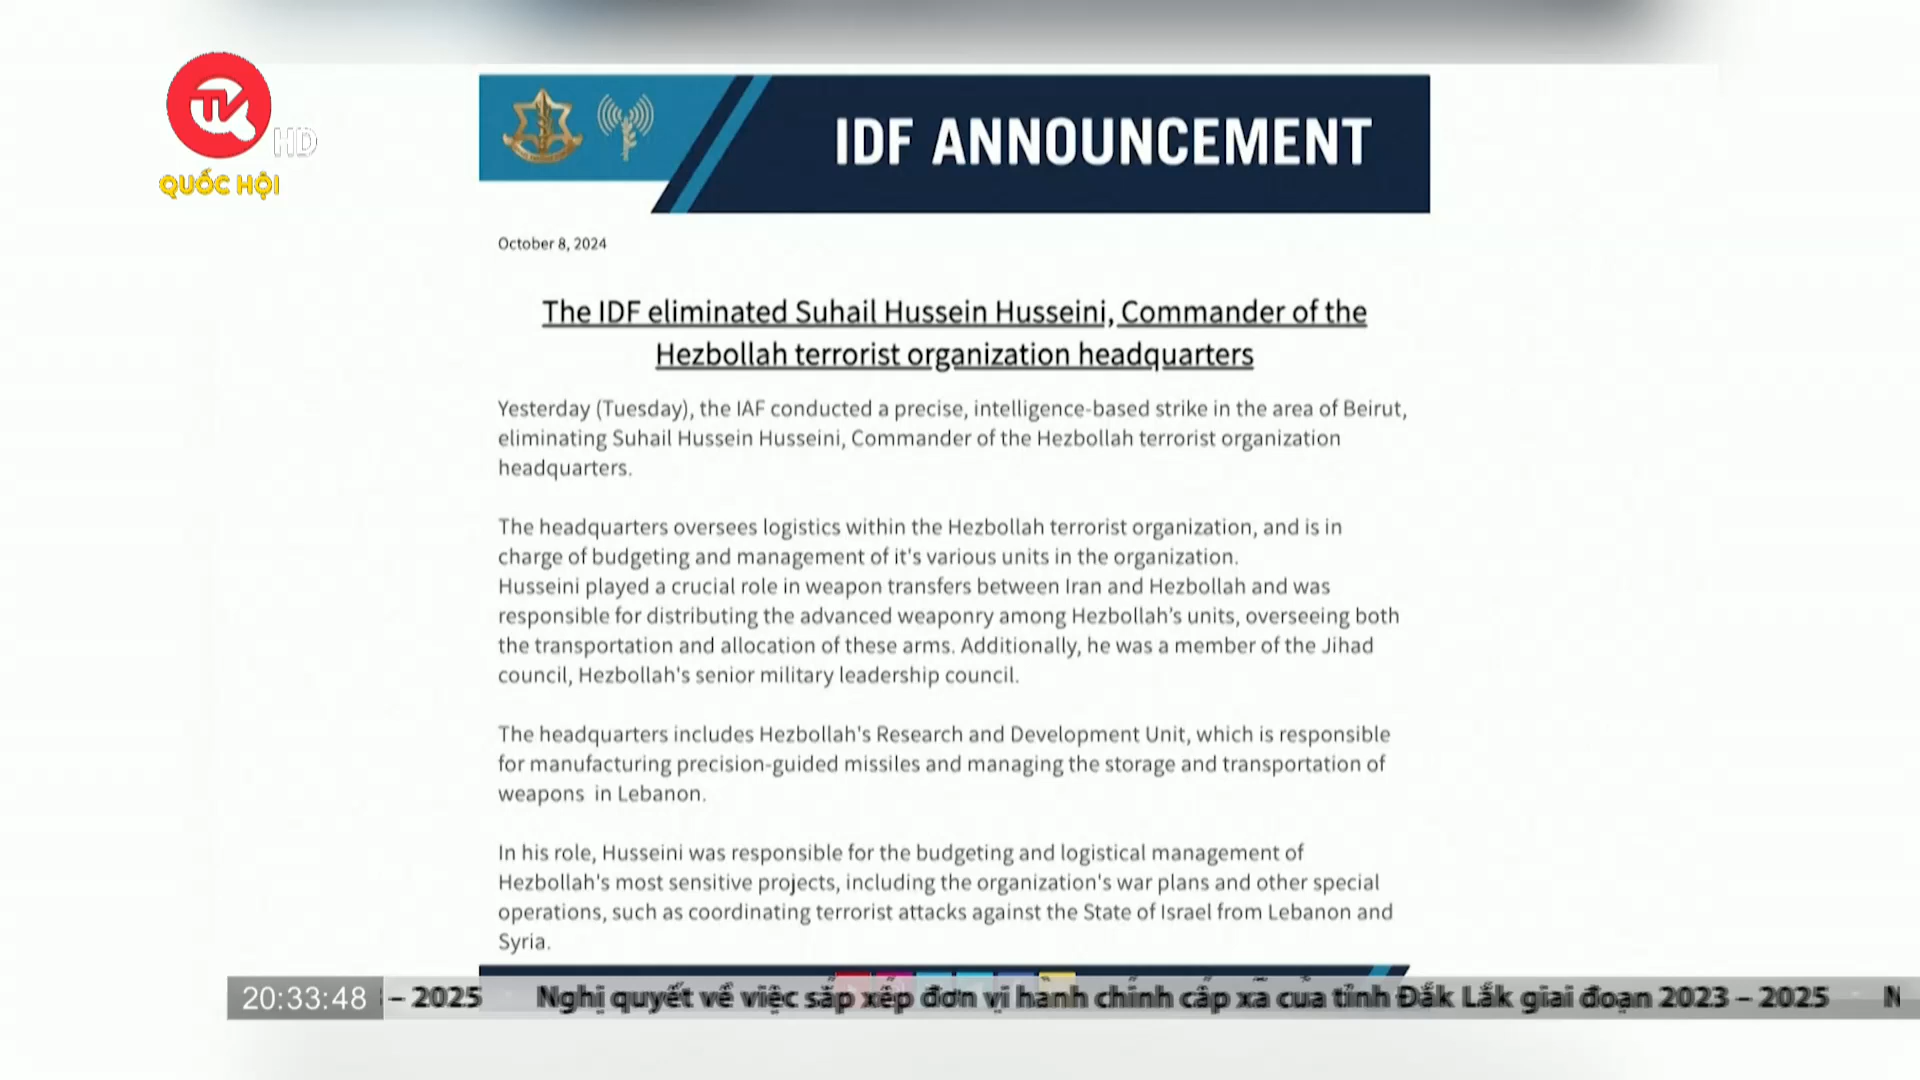 TV
HD
QUỐC HỘI
IDF ANNOUNCEMENT
October 8, 2024
The IDF eliminated Suhail Hussein Husseini, Commander of the
Hezbollah terrorist organization headquarters
Yesterday (Tuesday), the IAF conducted a precise, intelligence-based strike in the area of Beirut,
eliminating Suhail Hussein Husseini, Commander of the Hezbollah terrorist organization
headquarters.
The headquarters oversees logistics within the Hezbollah terrorist organization, and is in
charge of budgeting and management of it's various units in the organization.
Husseini played a crucial role in weapon transfers between Iran and Hezbollah and was
responsible for distributing the advanced weaponry among Hezbollah's units, overseeing both
the transportation and allocation of these arms. Additionally, he was a member of the Jihad
council, Hezbollah's senior military leadership council.
The headquarters includes Hezbollah's Research and Development Unit, which is responsible
for manufacturing precision-guided missiles and managing the storage and transportation of
weapons in Lebanon.
In his role, Husseini was responsible for the budgeting and logistical management of
Hezbollah's most sensitive projects, including the organization's war plans and other special
operations, such as coordinating terrorist attacks against the State of Israel from Lebanon and
Syria.
20:33:48 – 2025 Nghị quyết về việc sắp xếp đơn vị hành chính cấp xã của tỉnh Đắk Lắk giai đoạn 2023 – 2025 N